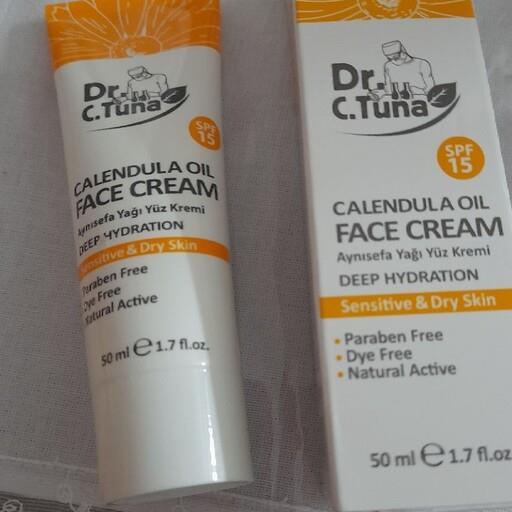 Dr.
C.Tuna
SPF
15
CALENDULA OIL
FACE CREAM
Aynısefa Yağı Yüz Kremi
DEEP HYDRATION
Sensitive & Dry Skin
Paraben Free
Dye Free
Natural Active
50 ml e 1.7 fl.oz.
Dr.
C.Tuna
SPF
15
CALENDULA OIL
FACE CREAM
Aynısefa Yağı Yüz Kremi
DEEP HYDRATION
Sensitive & Dry Skin
• Paraben Free
• Dye Free
• Natural Active
50 ml e 1.7 fl.oz